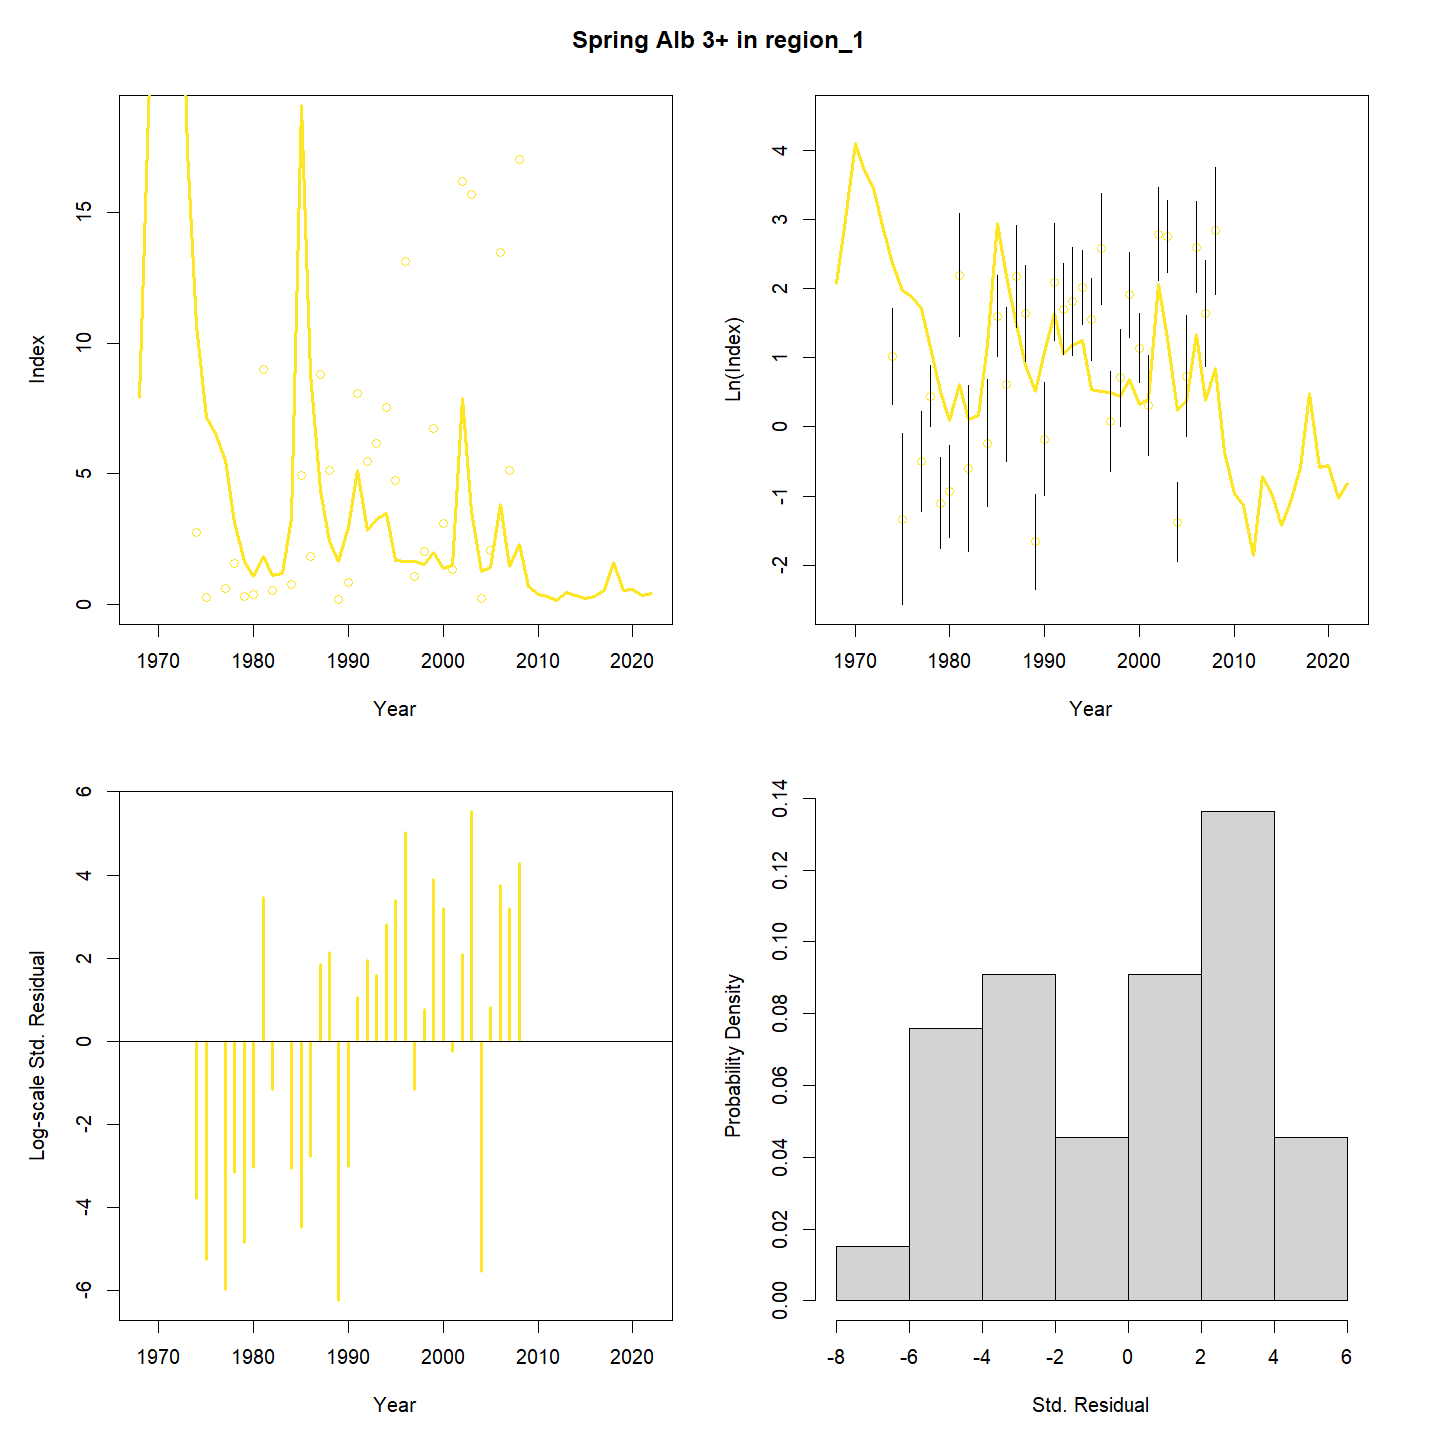 Spring Alb 3+ in region_1
Index
15
10
5
0
1970 1980 1990 2000 2010 2020
Year
Ln(Index)
4
3
2
1
0
-1
-2
1970 1980 1990 2000 2010 2020
Year
Log-scale Std. Residual
6
4
2
0
-2
-4
-6
1970 1980 1990 2000 2010 2020
Year
Probability Density
0.14
0.12
0.10
0.08
0.06
0.04
0.02
0.00
-8 -6 -4 -2 0 2 4 6
Std. Residual